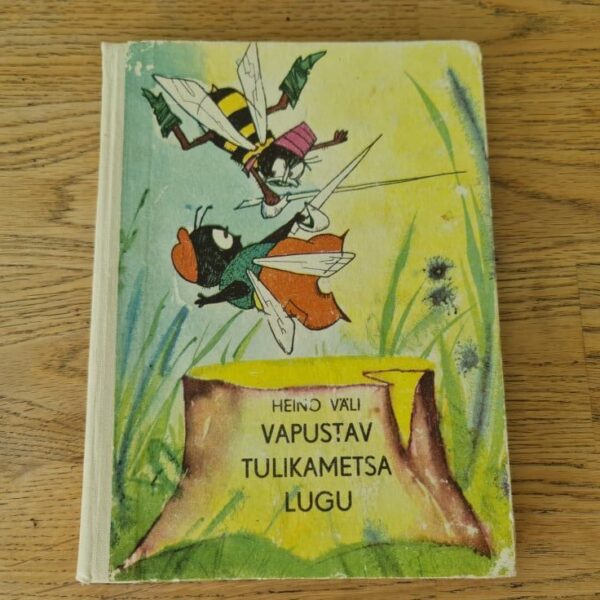 HEINO VÄLI
VAPUSTAV
TULIKAMETSA
LUGU